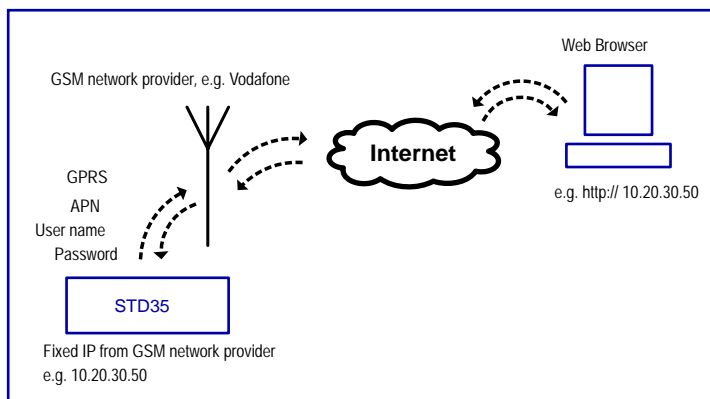 Web Browser
GSM network provider, e.g. Vodafone
Internet
GPRS
APN
User name
Password
e.g. http:// 10.20.30.50
STD35
Fixed IP from GSM network provider
e.g. 10.20.30.50